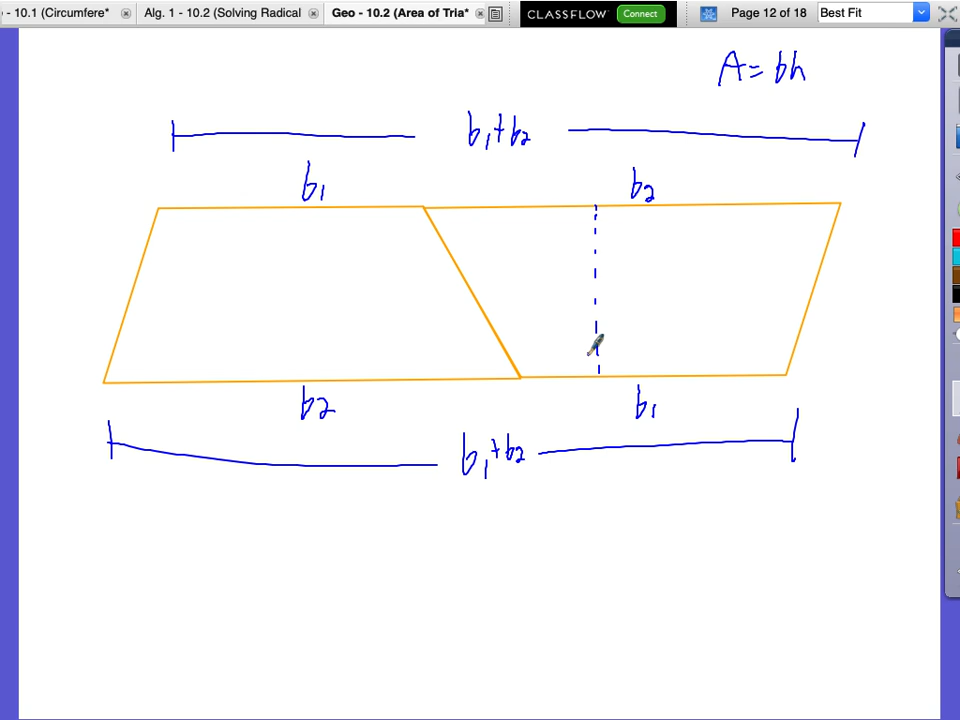 - 10.1 (Circumfere* Alg. 1 - 10.2 (Solving Radical Geo - 10.2 (Area of Tria* CLASSFLOW Connect Page 12 of 18 Best Fit
A = bh
b₁+b₂
b₁ b₂
b₂ b₁
b₁+b₂